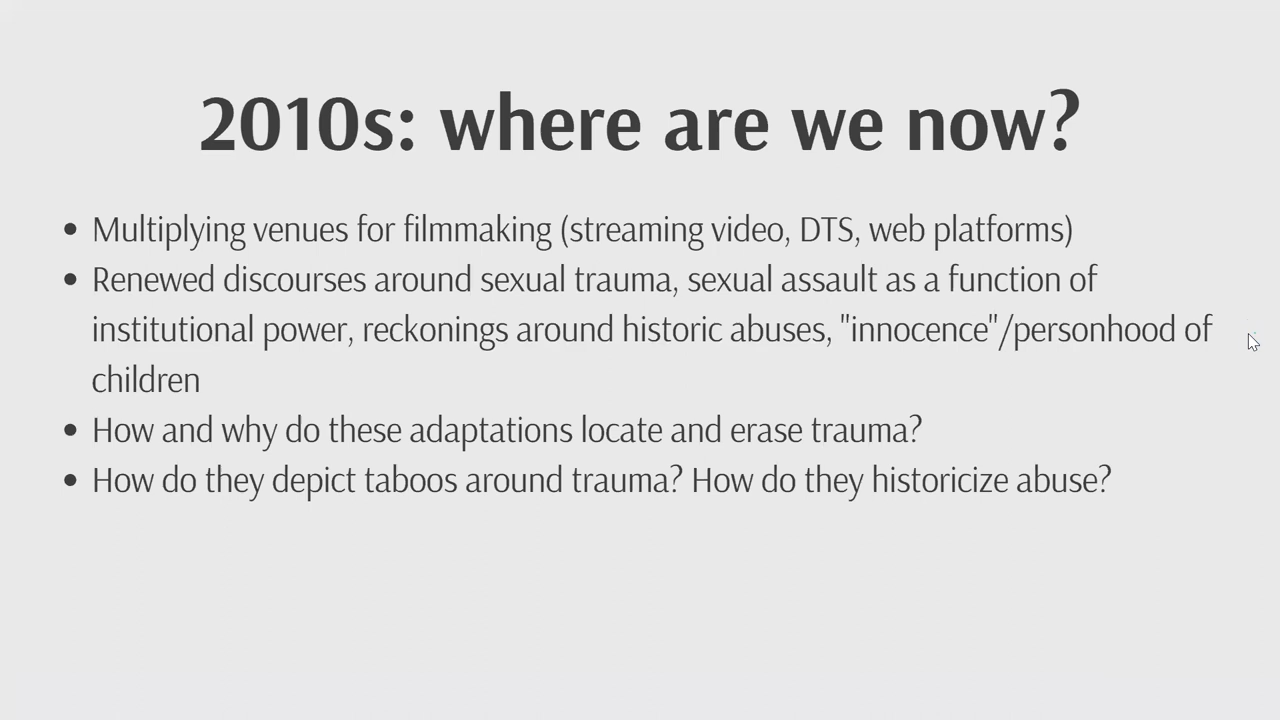 2010s: where are we now?
• Multiplying venues for filmmaking (streaming video, DTS, web platforms)
• Renewed discourses around sexual trauma, sexual assault as a function of
institutional power, reckonings around historic abuses, "innocence"/personhood of
children
• How and why do these adaptations locate and erase trauma?
• How do they depict taboos around trauma? How do they historicize abuse?